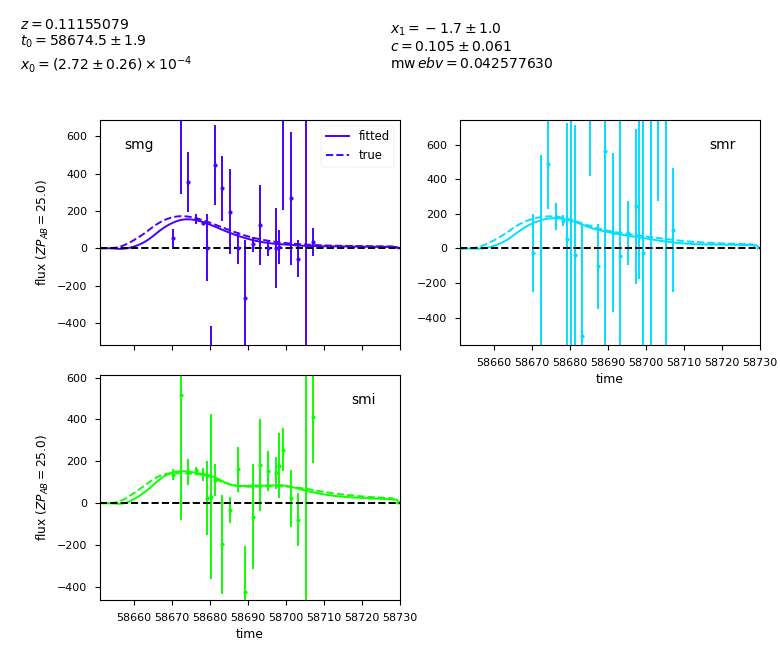 z = 0.11155079
t₀ = 58674.5 ± 1.9
x₀ = (2.72 ± 0.26) × 10⁻⁴
x₁ = −1.7 ± 1.0
c = 0.105 ± 0.061
mw ebv = 0.042577630
smg
fitted
true
600
400
200
0
−200
−400
flux (ZP_AB = 25.0)
smr
600
400
200
0
−200
−400
58660 58670 58680 58690 58700 58710 58720 58730
time
smi
600
400
200
0
−200
−400
flux (ZP_AB = 25.0)
58660 58670 58680 58690 58700 58710 58720 58730
time